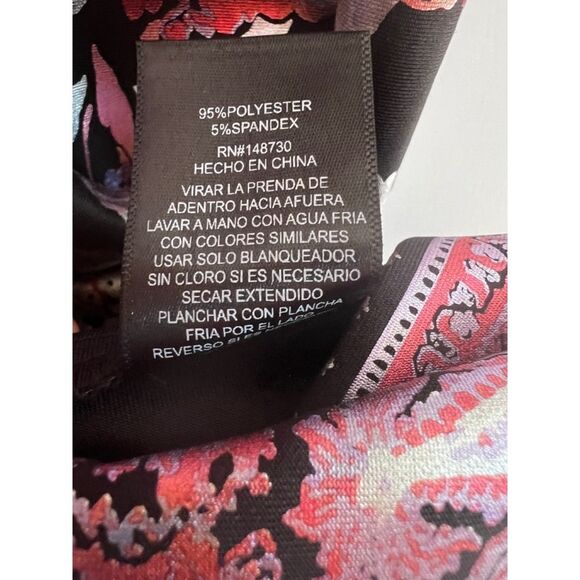 95%POLYESTER
5%SPANDEX
RN#148730
HECHO EN CHINA
VIRAR LA PRENDA DE
ADENTRO HACIA AFUERA
LAVAR A MANO CON AGUA FRIA
CON COLORES SIMILARES
USAR SOLO BLANQUEADOR
SIN CLORO SI ES NECESARIO
SECAR EXTENDIDO
PLANCHAR CON PLANCHA
FRIA POR EL LADO
REVERSO SI ES